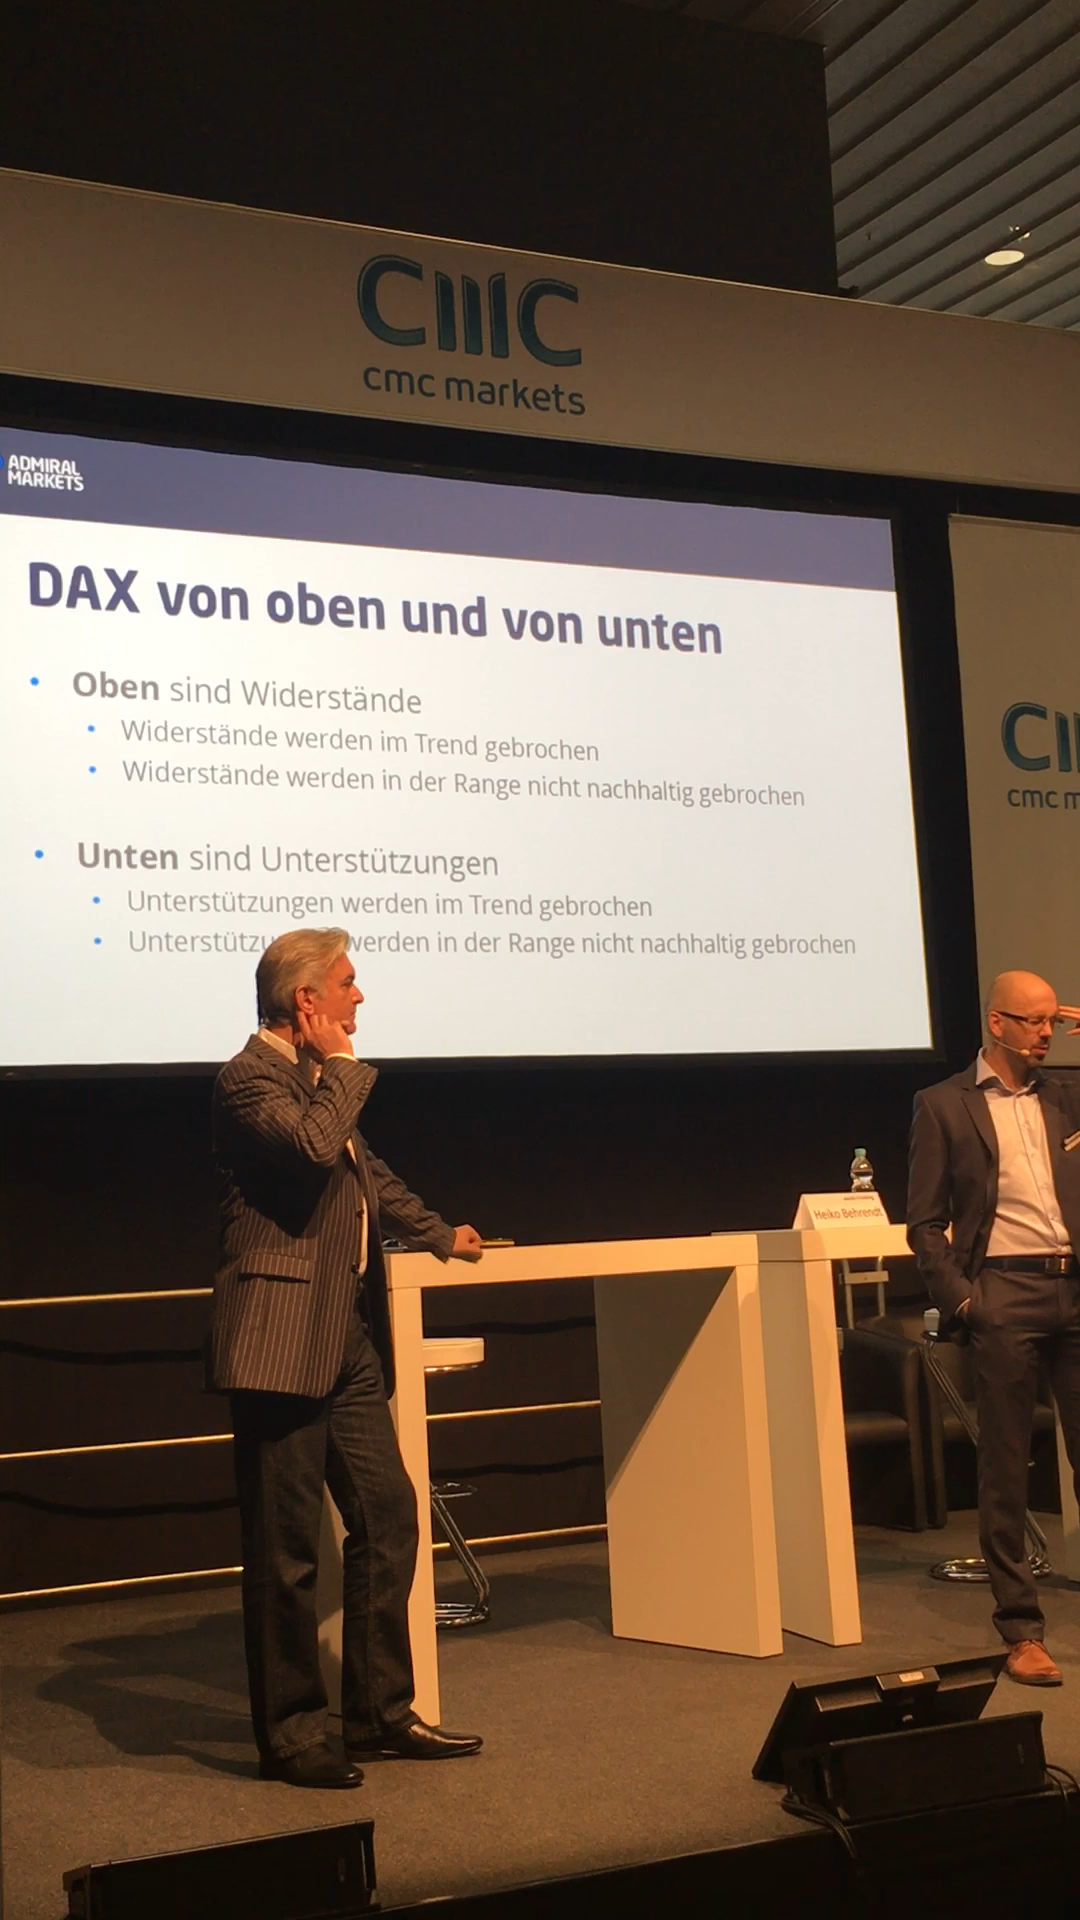 CMC
cmc markets
ADMIRAL
MARKETS
DAX von oben und von unten
• Oben sind Widerstände
• Widerstände werden im Trend gebrochen
• Widerstände werden in der Range nicht nachhaltig gebrochen
• Unten sind Unterstützungen
• Unterstützungen werden im Trend gebrochen
• Unterstützu werden in der Range nicht nachhaltig gebrochen
cmc m
Heiko Behrendt